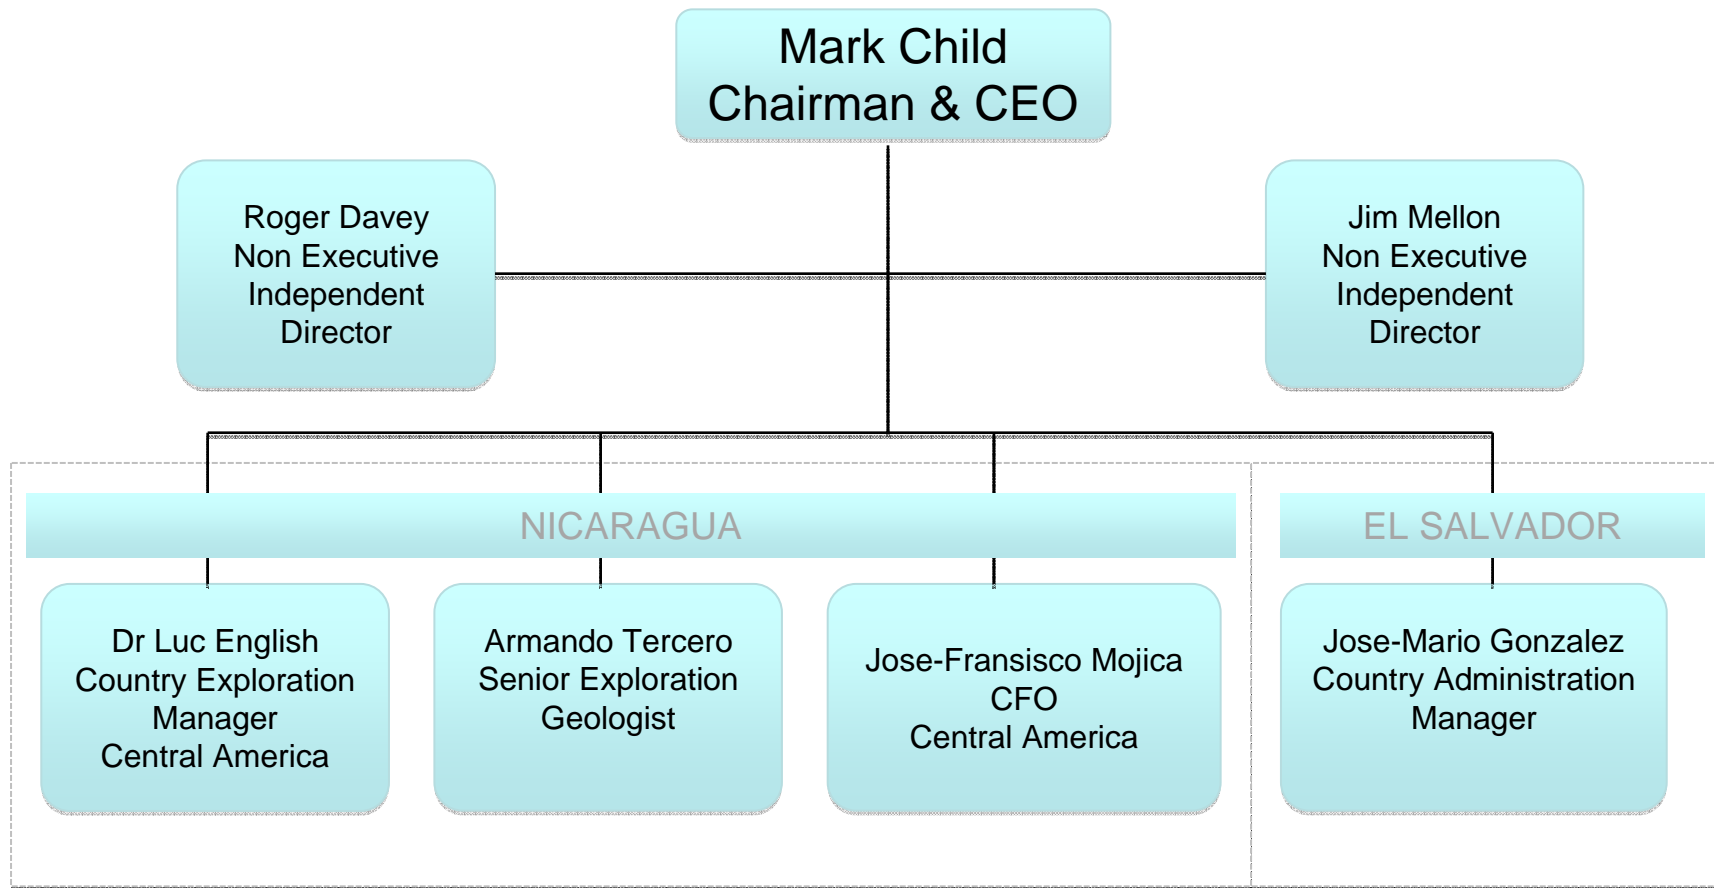 Mark Child
Chairman & CEO
Roger Davey
Non Executive
Independent
Director
Jim Mellon
Non Executive
Independent
Director
NICARAGUA
EL SALVADOR
Dr Luc English
Country Exploration
Manager
Central America
Armando Tercero
Senior Exploration
Geologist
Jose-Fransisco Mojica
CFO
Central America
Jose-Mario Gonzalez
Country Administration
Manager